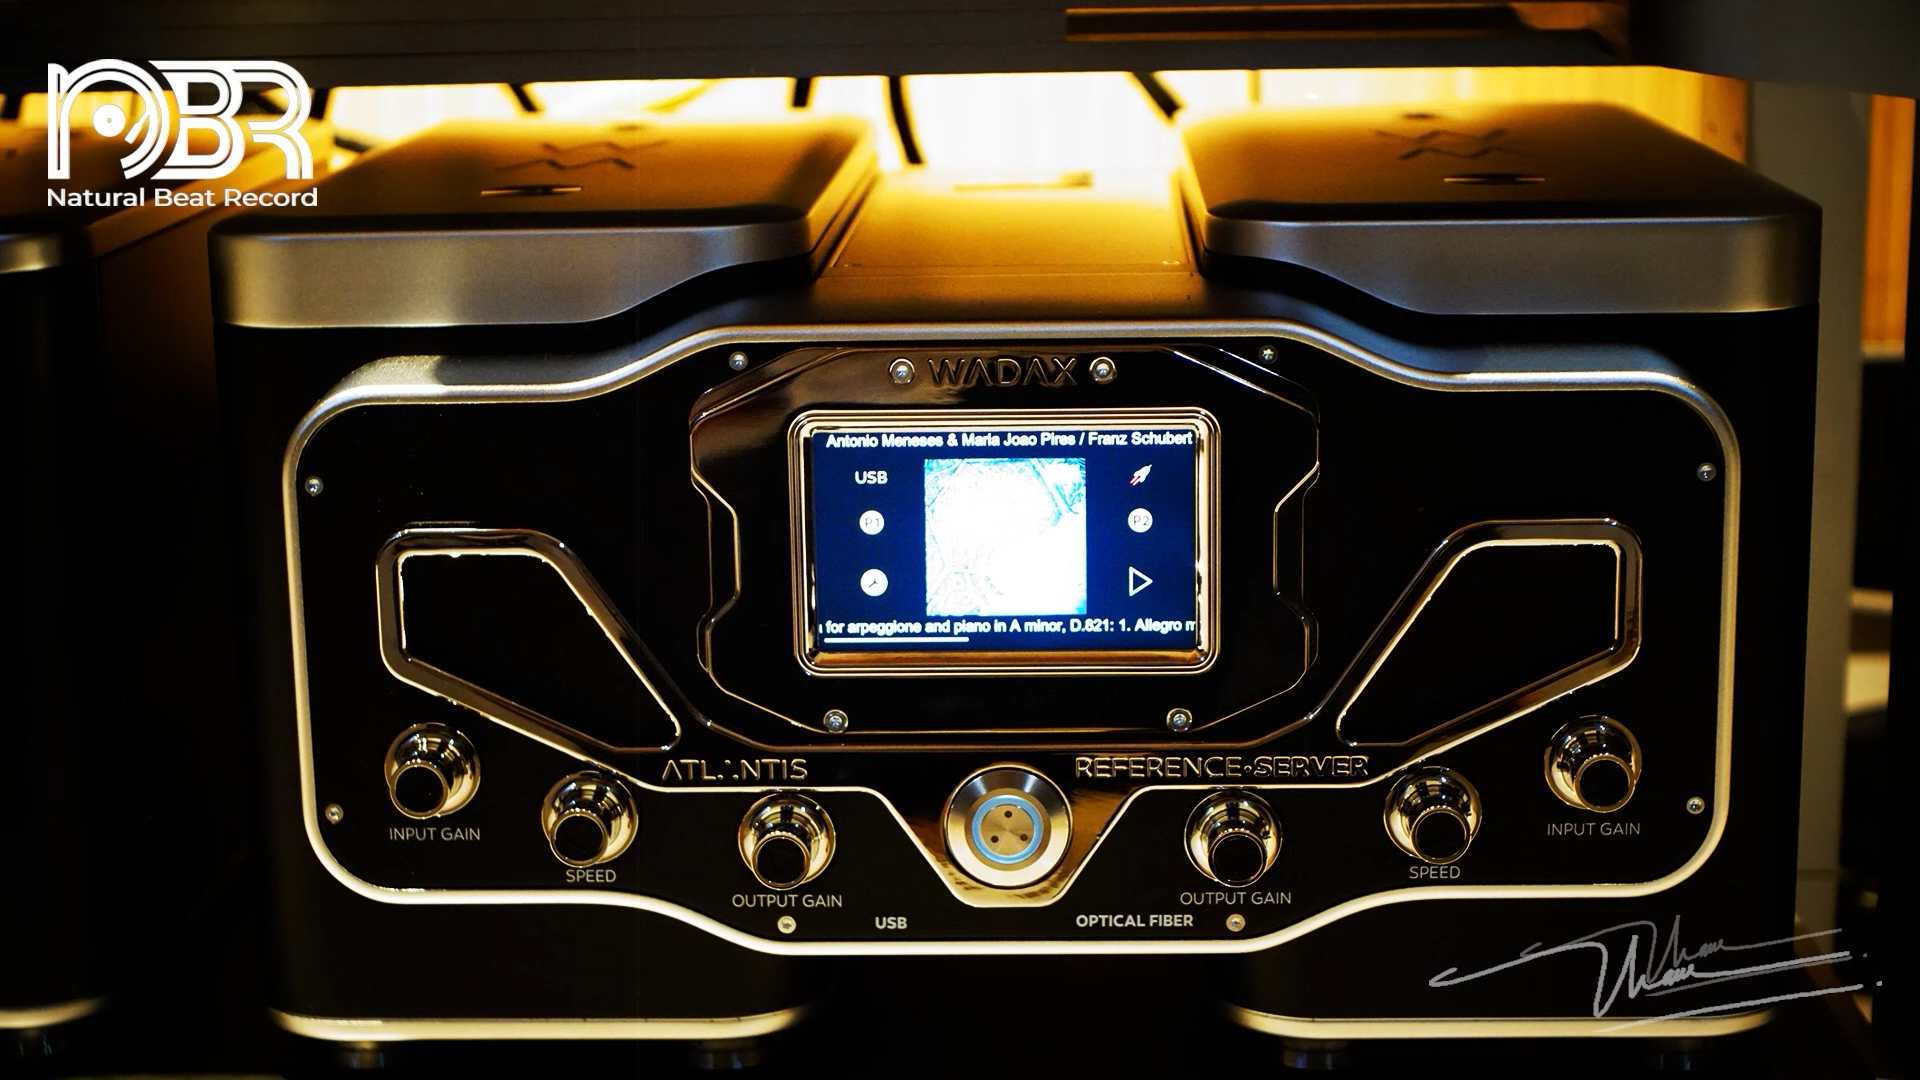 NBR
Natural Beat Record
WADAX
Antonio Meneses & Maria Joao Pires / Franz Schubert
USB
P1
P2
for arpeggione and piano in A minor, D.821: 1. Allegro m
ATL∴NTIS
REFERENCE•SERVER
INPUT GAIN
SPEED
OUTPUT GAIN
OUTPUT GAIN
SPEED
INPUT GAIN
USB
OPTICAL FIBER